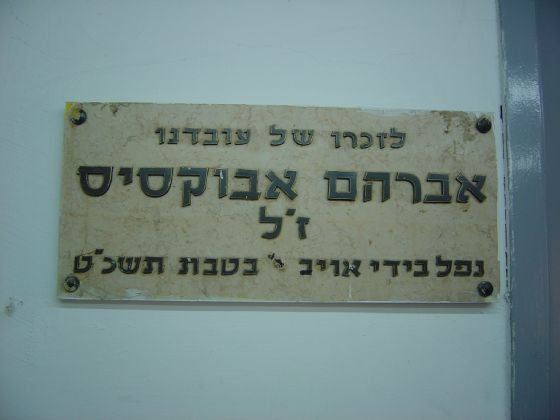 לזכרו של עובדנו
אברהם אבוקסיס
ז"ל
נפל בידי אויב י' בטבת תשכ"ט